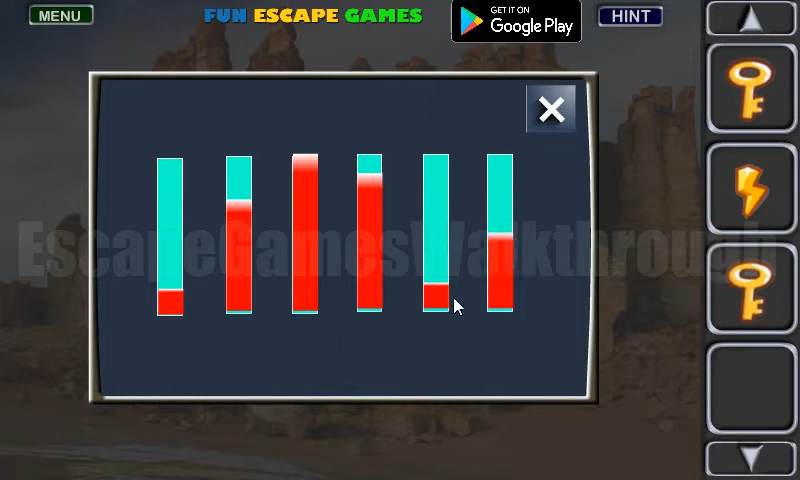 MENU
FUN ESCAPE GAMES
GET IT ON
Google Play
HINT
EscapeGamesWalkthrough